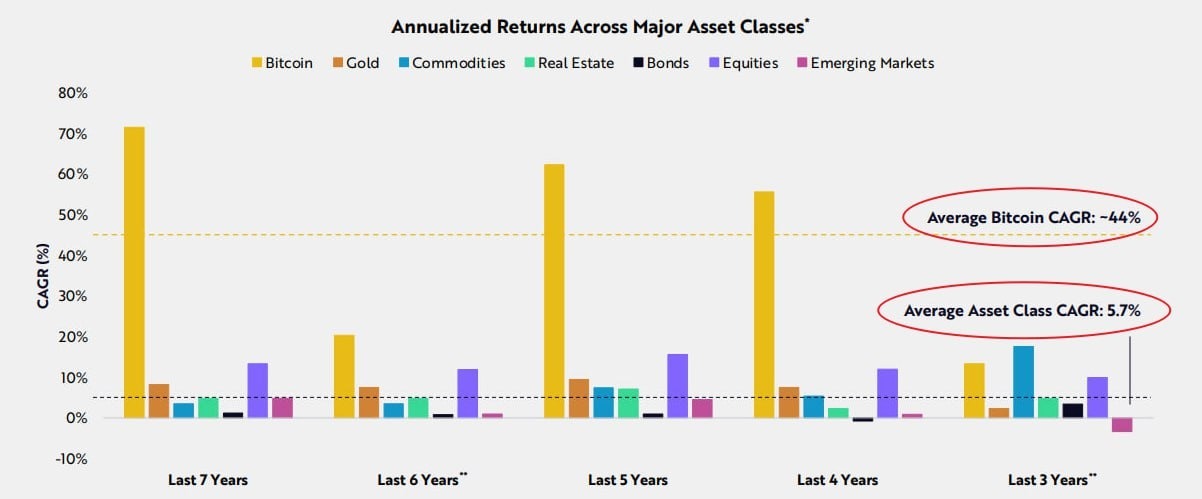 Annualized Returns Across Major Asset Classes*
Bitcoin Gold Commodities Real Estate Bonds Equities Emerging Markets
80%
70%
60%
50%
40%
30%
20%
10%
0%
-10%
CAGR (%)
Average Bitcoin CAGR: ~44%
Average Asset Class CAGR: 5.7%
Last 7 Years Last 6 Years** Last 5 Years Last 4 Years Last 3 Years**